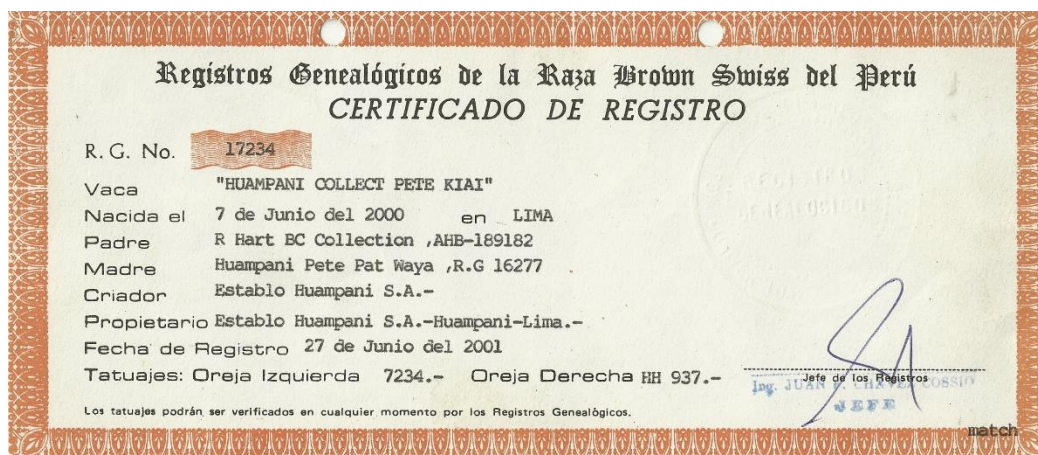 Registros Genealógicos de la Raza Brown Swiss del Perú
CERTIFICADO DE REGISTRO
R. G. No. 17234
Vaca "HUAMPANI COLLECT PETE KIAI"
Nacida el 7 de Junio del 2000 en LIMA
Padre R Hart BC Collection ,AHB-189182
Madre Huampani Pete Pat Waya ,R.G 16277
Criador Establo Huampani S.A.-
Propietario Establo Huampani S.A.-Huampani-Lima.-
Fecha de Registro 27 de Junio del 2001
Tatuajes: Oreja Izquierda 7234.- Oreja Derecha HH 937.-
Jefe de los Registros
Ing. JUAN F. CHAVEZ COSSIO
JEFE
Los tatuajes podrán ser verificados en cualquier momento por los Registros Genealógicos.
match